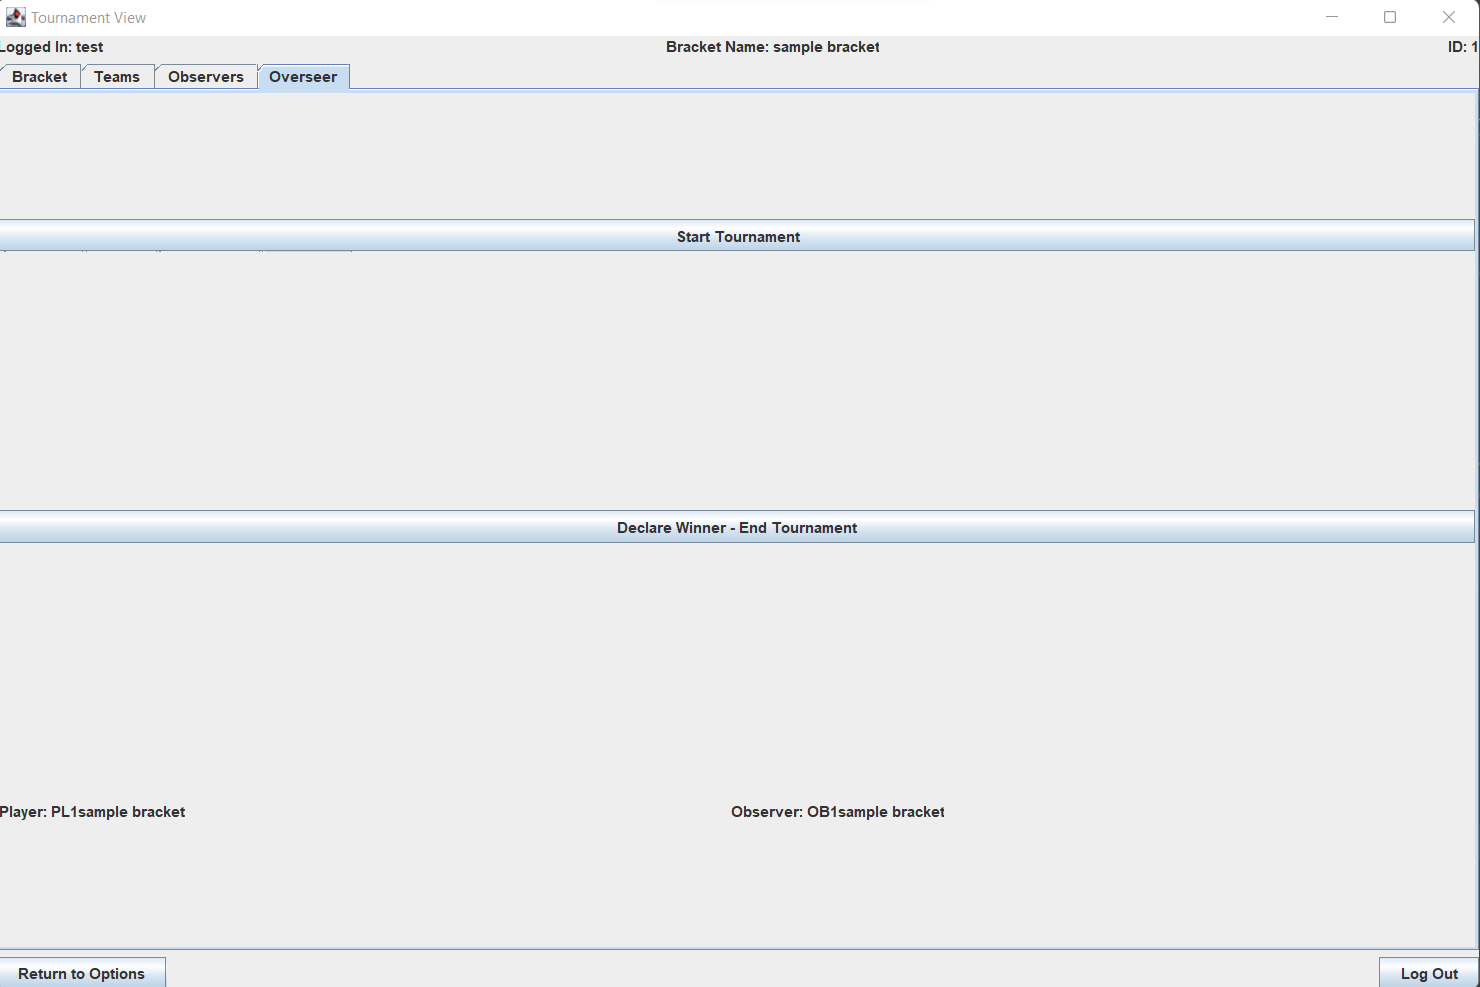 Tournament View
Logged In: test Bracket Name: sample bracket ID: 1
Bracket Teams Observers Overseer
Start Tournament
Declare Winner - End Tournament
Player: PL1sample bracket Observer: OB1sample bracket
Return to Options Log Out